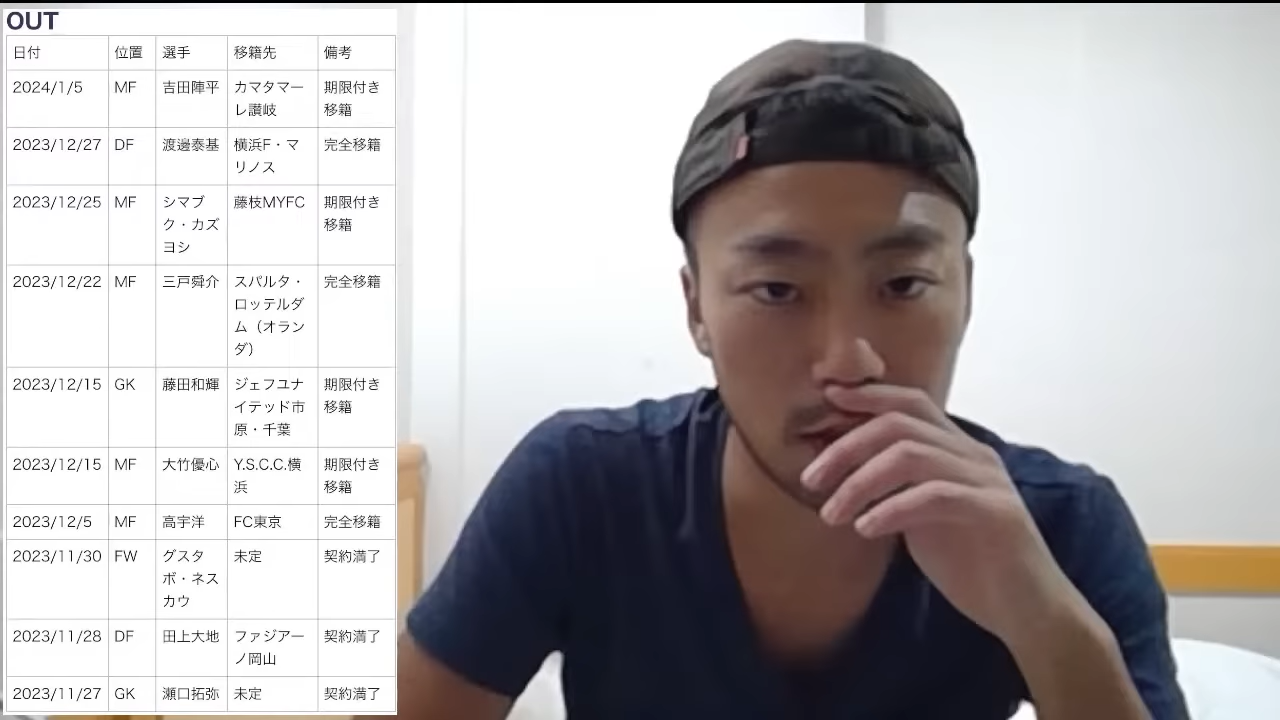 OUT
日付 位置 選手 移籍先 備考
2024/1/5 MF 吉田陣平 カマタマー 期限付き
レ讃岐 移籍
2023/12/27 DF 渡邊泰基 横浜F・マ 完全移籍
リノス
2023/12/25 MF シマブ 藤枝MYFC 期限付き
ク・カズ 移籍
ヨシ
2023/12/22 MF 三戸舜介 スパルタ・ 完全移籍
ロッテルダ
ム（オラン
ダ）
2023/12/15 GK 藤田和輝 ジェフユナ 期限付き
イテッド市 移籍
原・千葉
2023/12/15 MF 大竹優心 Y.S.C.C.横 期限付き
浜 移籍
2023/12/5 MF 高宇洋 FC東京 完全移籍
2023/11/30 FW グスタ 未定 契約満了
ボ・ネス
カウ
2023/11/28 DF 田上大地 ファジアー 契約満了
ノ岡山
2023/11/27 GK 瀬口拓弥 未定 契約満了